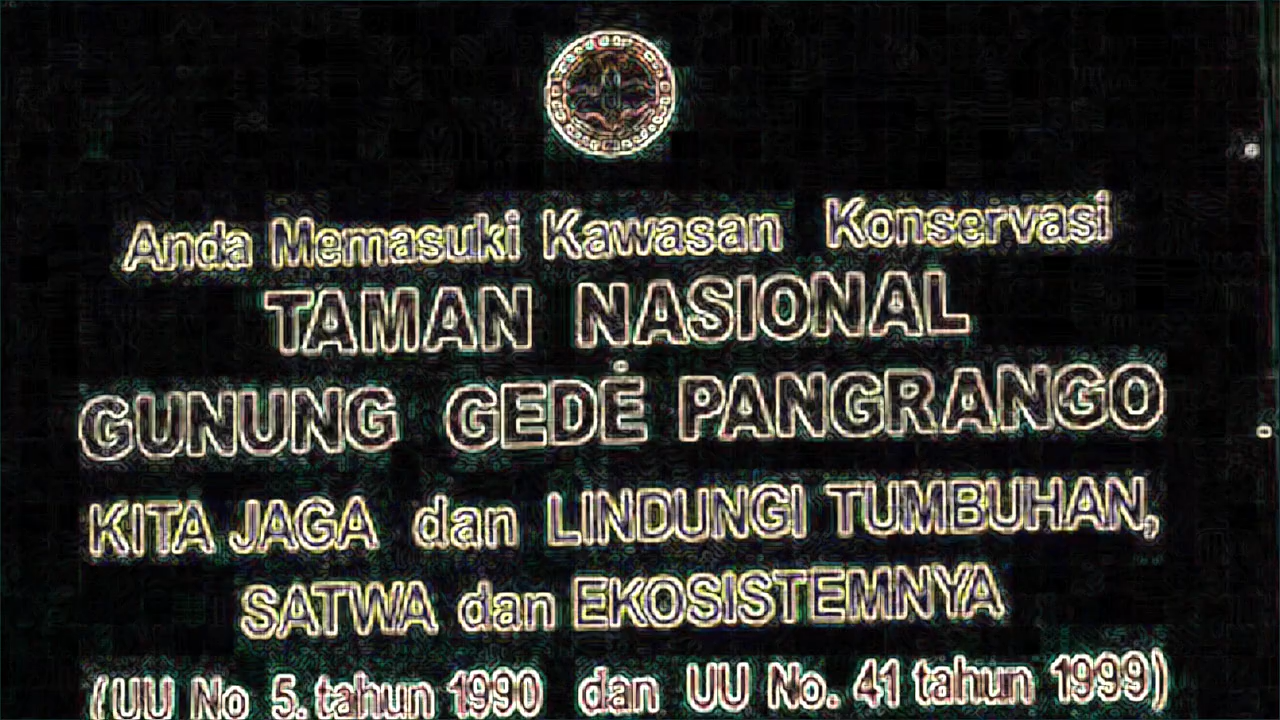 Anda Memasuki Kawasan Konservasi
TAMAN NASIONAL
GUNUNG GEDĖ PANGRANGO
KITA JAGA dan LINDUNGI TUMBUHAN,
SATWA dan EKOSISTEMNYA
(UU No 5. tahun 1990 dan UU No. 41 tahun 1999)